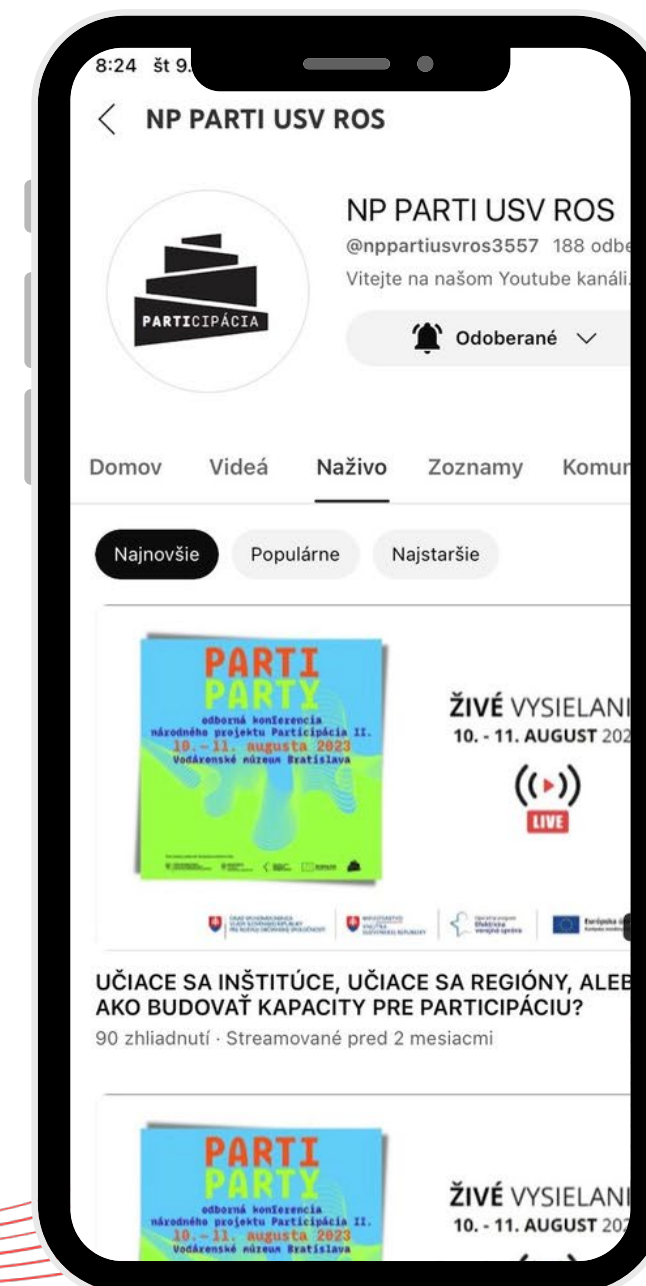 8:24 št 9.
NP PARTI USV ROS
NP PARTI USV ROS
@nppartiusvros3557 188 odbe
Vitejte na našom Youtube kanáli.
PARTICIPÁCIA
Odoberané
Domov Videá Naživo Zoznamy Komun
Najnovšie Populárne Najstaršie
PARTI
PARTY
odborná konferencia
národného projektu Participácia II.
10.–11. augusta 2023
Vodárenské múzeum Bratislava
ŽIVÉ VYSIELANI
10. - 11. AUGUST 202
LIVE
UČIACE SA INŠTITÚCE, UČIACE SA REGIÓNY, ALEB
AKO BUDOVAŤ KAPACITY PRE PARTICIPÁCIU?
90 zhliadnutí · Streamované pred 2 mesiacmi
PARTI
PARTY
odborná konferencia
národného projektu Participácia II.
10.–11. augusta 2023
Vodárenské múzeum Bratislava
ŽIVÉ VYSIELANI
10. - 11. AUGUST 202